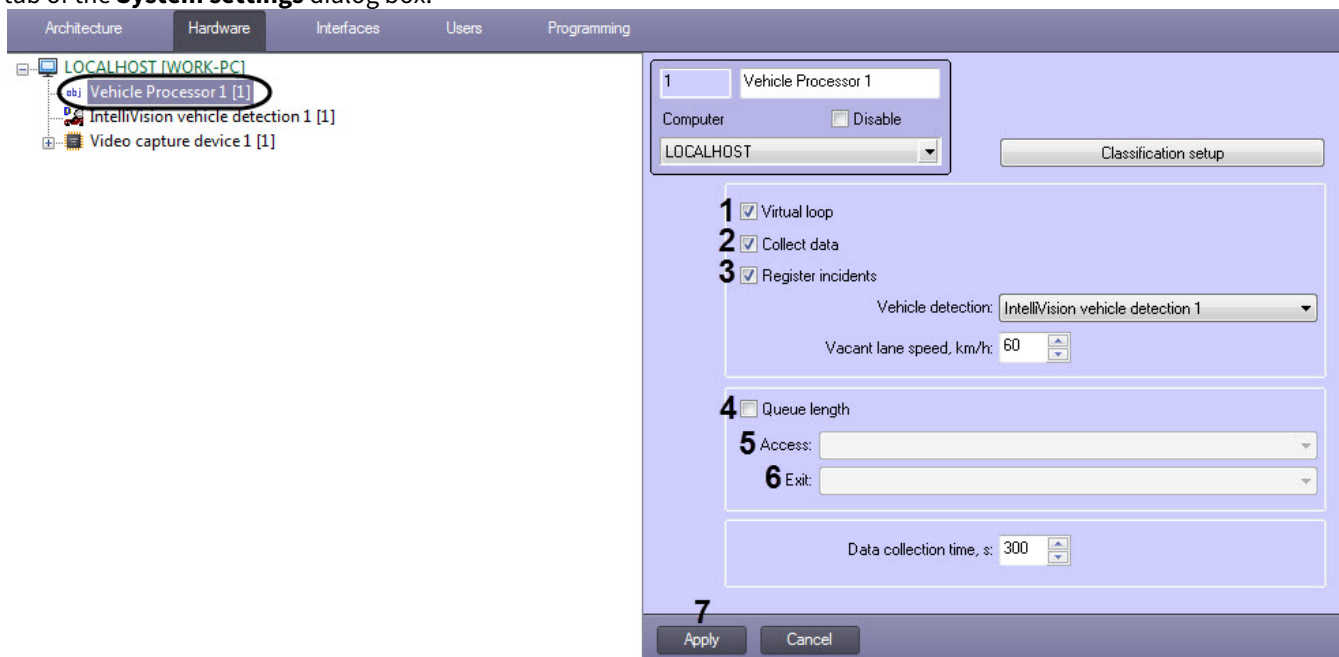 tab of the System settings dialog box.
Architecture Hardware Interfaces Users Programming
LOCALHOST [WORK-PC]
obj Vehicle Processor 1 [1]
IntelliVision vehicle detection 1 [1]
Video capture device 1 [1]
1 Vehicle Processor 1
Computer Disable
LOCALHOST Classification setup
1 Virtual loop
2 Collect data
3 Register incidents
Vehicle detection: IntelliVision vehicle detection 1
Vacant lane speed, km/h: 60
4 Queue length
5 Access:
6 Exit:
Data collection time, s: 300
7
Apply Cancel